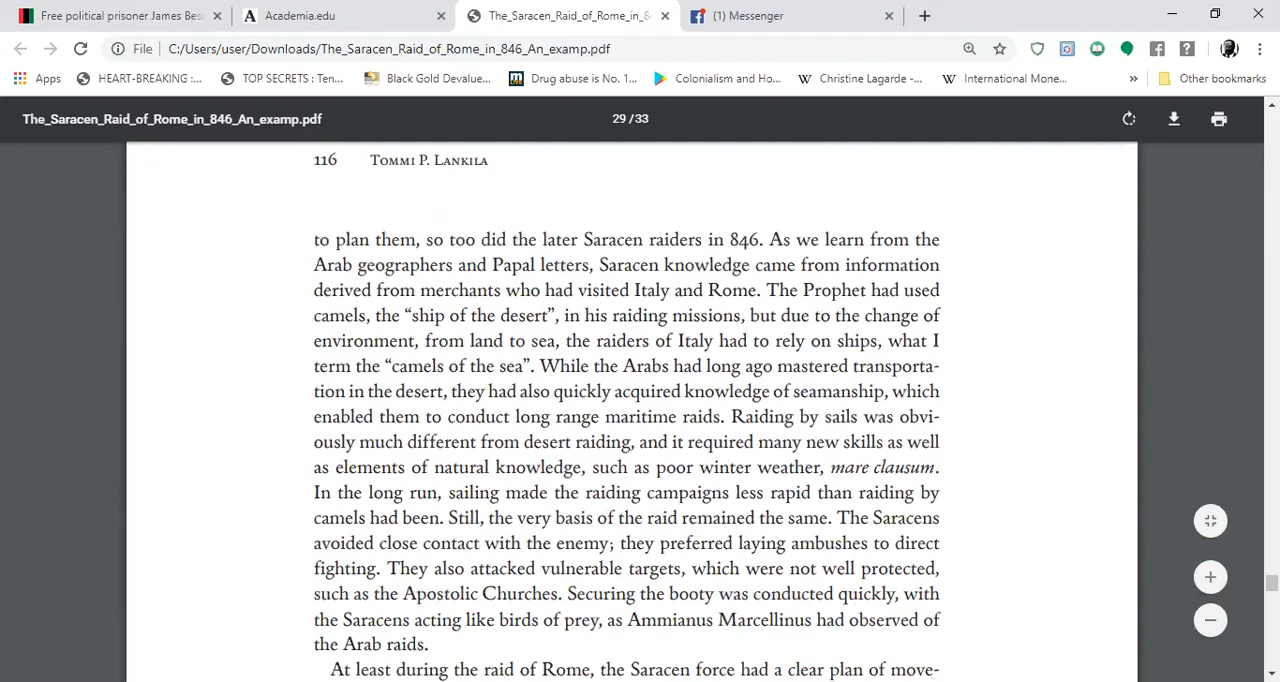 Free political prisoner James Bes
Academia.edu
The_Saracen_Raid_of_Rome_in_8
(1) Messenger
File
C:/Users/user/Downloads/The_Saracen_Raid_of_Rome_in_846_An_examp.pdf
Apps
HEART-BREAKING :...
TOP SECRETS : Ten...
Black Gold Devalue...
Drug abuse is No. 1...
Colonialism and Ho...
Christine Lagarde -...
International Mone...
»
Other bookmarks
The_Saracen_Raid_of_Rome_in_846_An_examp.pdf
29 / 33
116 TOMMI P. LANKILA
to plan them, so too did the later Saracen raiders in 846. As we learn from the
Arab geographers and Papal letters, Saracen knowledge came from information
derived from merchants who had visited Italy and Rome. The Prophet had used
camels, the “ship of the desert”, in his raiding missions, but due to the change of
environment, from land to sea, the raiders of Italy had to rely on ships, what I
term the “camels of the sea”. While the Arabs had long ago mastered transporta-
tion in the desert, they had also quickly acquired knowledge of seamanship, which
enabled them to conduct long range maritime raids. Raiding by sails was obvi-
ously much different from desert raiding, and it required many new skills as well
as elements of natural knowledge, such as poor winter weather, mare clausum.
In the long run, sailing made the raiding campaigns less rapid than raiding by
camels had been. Still, the very basis of the raid remained the same. The Saracens
avoided close contact with the enemy; they preferred laying ambushes to direct
fighting. They also attacked vulnerable targets, which were not well protected,
such as the Apostolic Churches. Securing the booty was conducted quickly, with
the Saracens acting like birds of prey, as Ammianus Marcellinus had observed of
the Arab raids.
At least during the raid of Rome, the Saracen force had a clear plan of move-